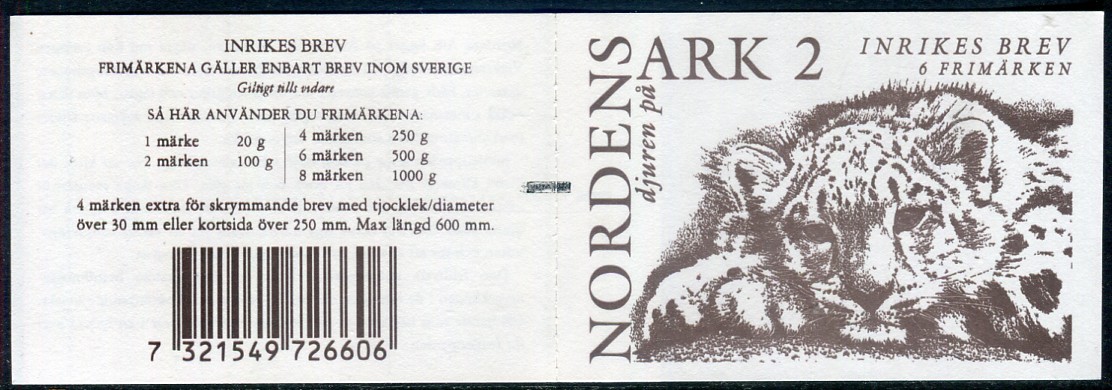 INRIKES BREV
FRIMÄRKENA GÄLLER ENBART BREV INOM SVERIGE
Giltigt tills vidare
SÅ HÄR ANVÄNDER DU FRIMÄRKENA:
1 märke 20 g
2 märken 100 g
4 märken 250 g
6 märken 500 g
8 märken 1000 g
4 märken extra för skrymmande brev med tjocklek/diameter
över 30 mm eller kortsida över 250 mm. Max längd 600 mm.
7 321549 726606
NORDENS
djuren på
ARK 2
INRIKES BREV
6 FRIMÄRKEN